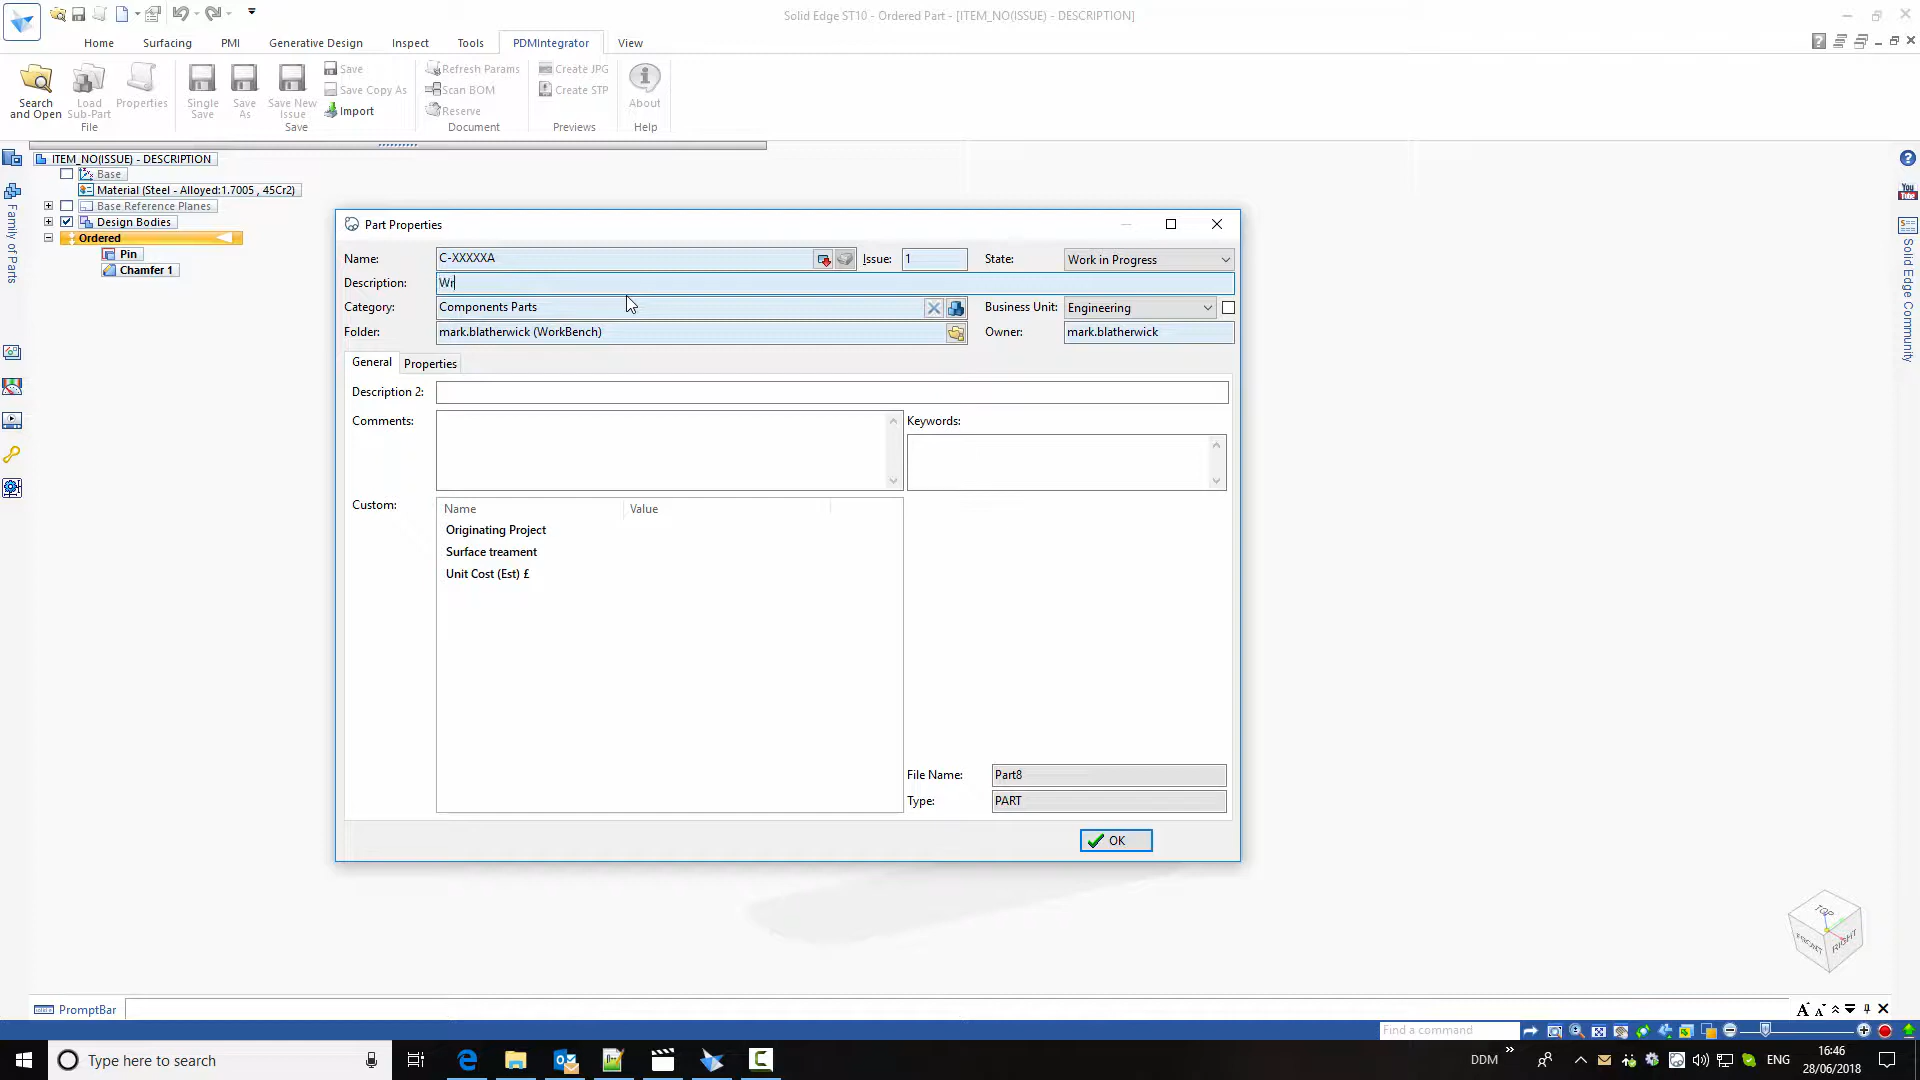 Solid Edge ST10 - Ordered Part - [ITEM_NO(ISSUE) - DESCRIPTION]
Home Surfacing PMI Generative Design Inspect Tools PDMIntegrator View
Search and Open
Load Sub-Part
Properties
File
Single Save
Save As
Save New Issue
Save
Save Copy As
Import
Save
Refresh Params
Scan BOM
Reserve
Document
Create JPG
Create STP
Previews
About
Help
ITEM_NO(ISSUE) - DESCRIPTION
Base
Material (Steel - Alloyed:1.7005 , 45Cr2)
Base Reference Planes
Design Bodies
Ordered
Pin
Chamfer 1
Family of Parts
You Tube
Solid Edge Community
Part Properties
Name: C-XXXXXA Issue: 1 State: Work in Progress
Description: Wr
Category: Components Parts Business Unit: Engineering
Folder: mark.blatherwick (WorkBench) Owner: mark.blatherwick
General Properties
Description 2:
Comments: Keywords:
Custom: Name Value
Originating Project
Surface treament
Unit Cost (Est) £
File Name: Part8
Type: PART
OK
TOP
FRONT RIGHT
PromptBar
Find a command
Type here to search
DDM
ENG
16:46
28/06/2018